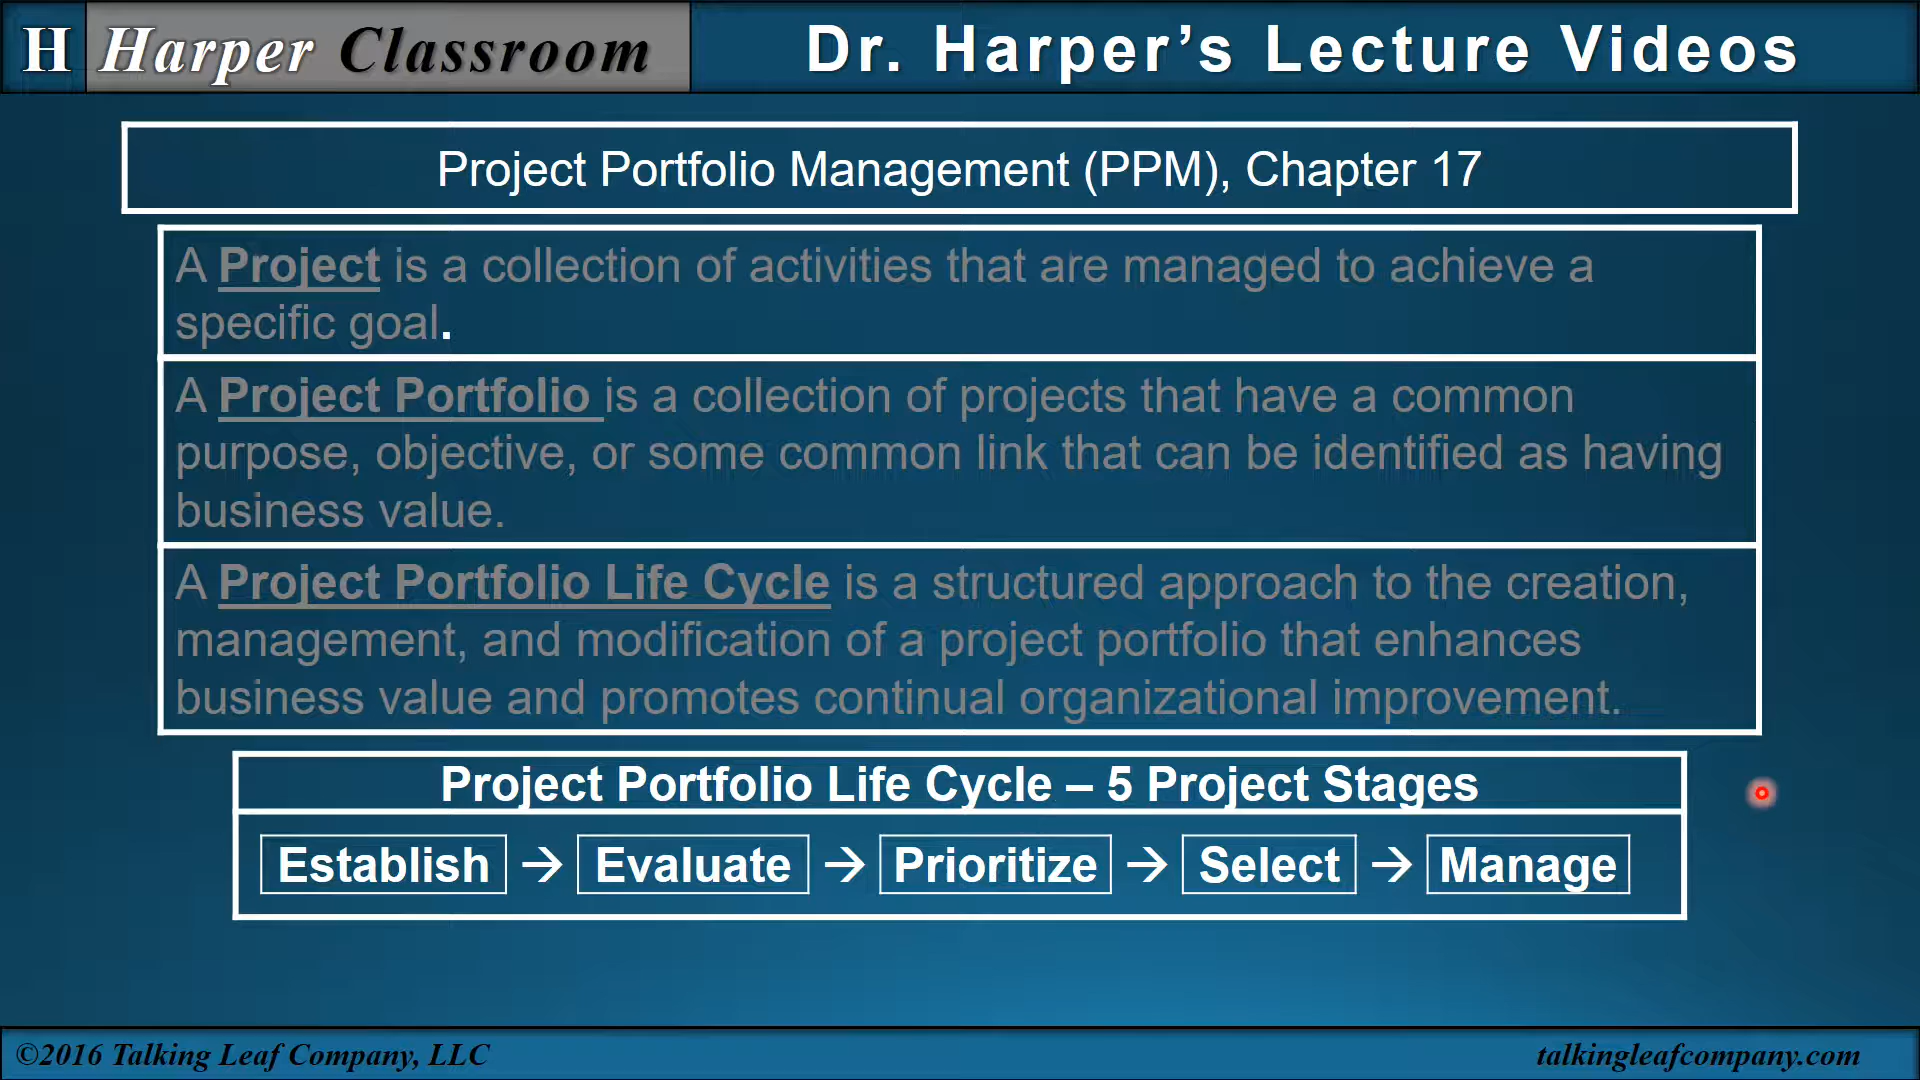 H Harper Classroom Dr. Harper’s Lecture Videos
Project Portfolio Management (PPM), Chapter 17
A Project is a collection of activities that are managed to achieve a
specific goal.
A Project Portfolio is a collection of projects that have a common
purpose, objective, or some common link that can be identified as having
business value.
A Project Portfolio Life Cycle is a structured approach to the creation,
management, and modification of a project portfolio that enhances
business value and promotes continual organizational improvement.
Project Portfolio Life Cycle – 5 Project Stages
Establish → Evaluate → Prioritize → Select → Manage
©2016 Talking Leaf Company, LLC talkingleafcompany.com